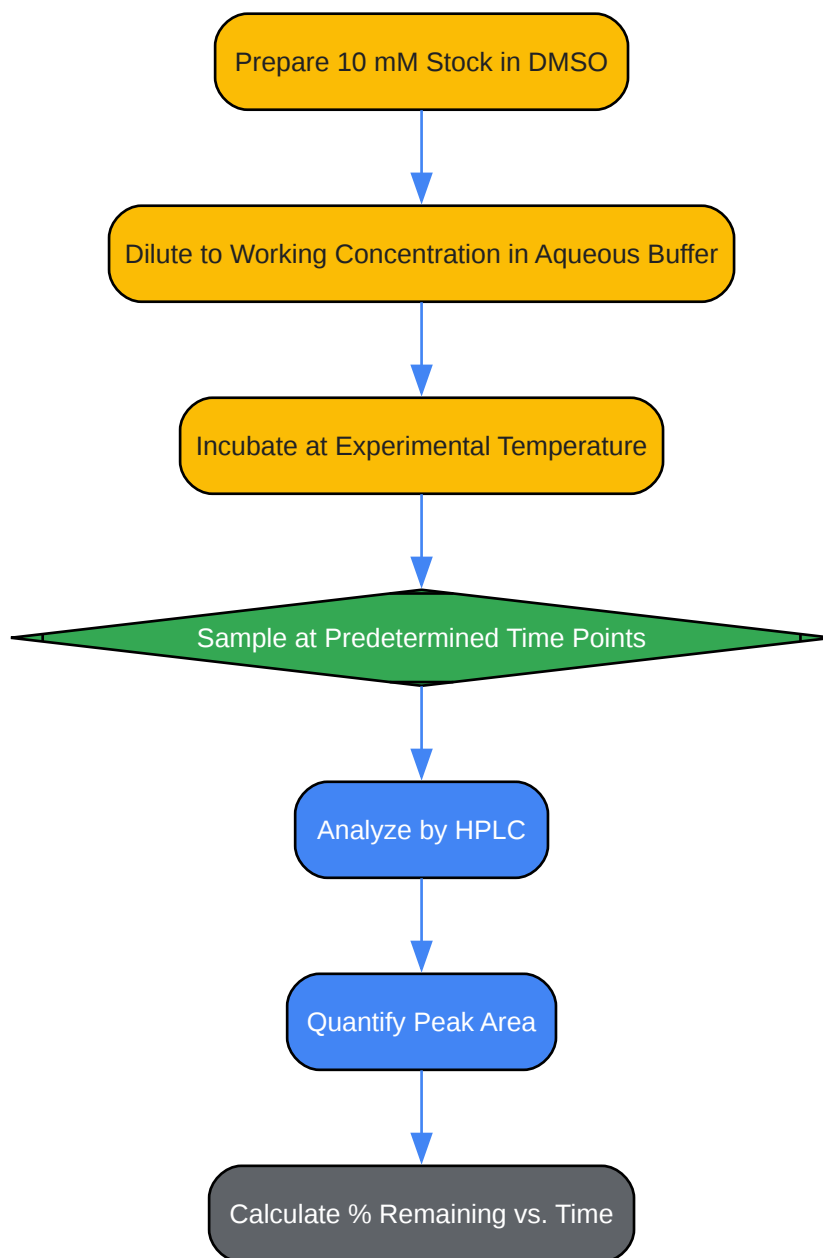 Prepare 10 mM Stock in DMSO
Dilute to Working Concentration in Aqueous Buffer
Incubate at Experimental Temperature
Sample at Predetermined Time Points
Analyze by HPLC
Quantify Peak Area
Calculate % Remaining vs. Time